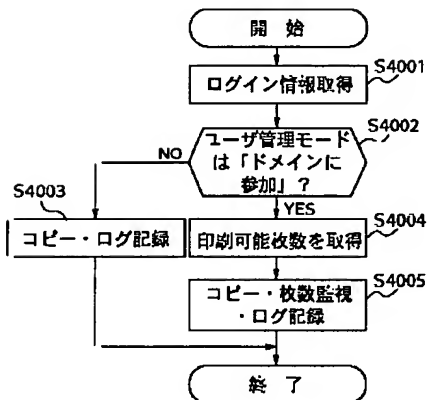 開 始
S4001
ログイン情報取得
S4002
ユーザ管理モード
は「ドメインに
参加」?
NO
YES
S4003
コピー・ログ記録
S4004
印刷可能枚数を取得
S4005
コピー・枚数監視
・ログ記録
終 了